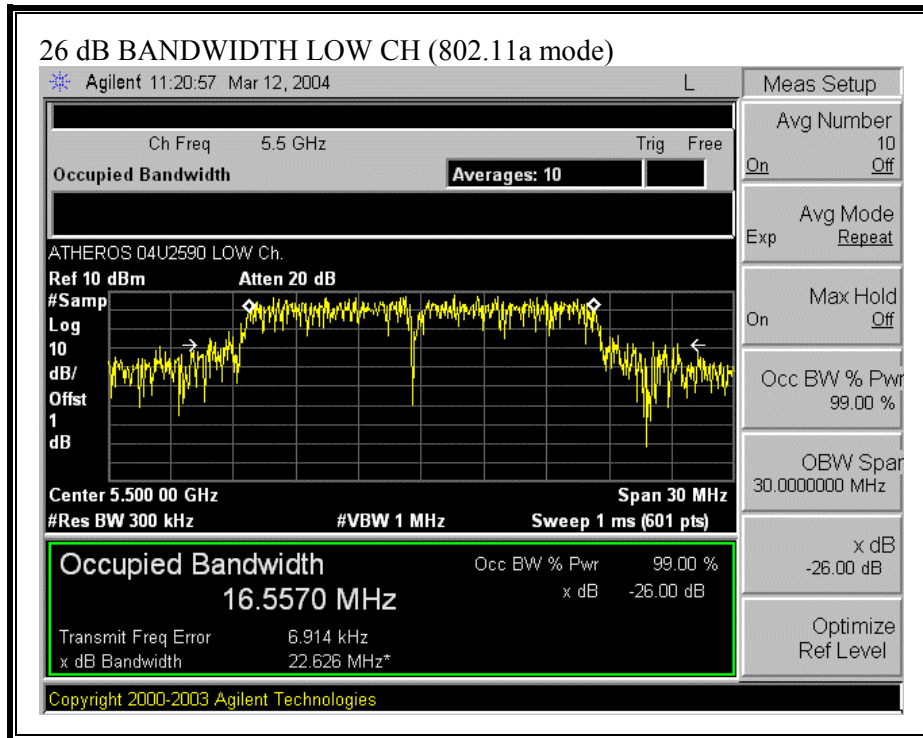 26 dB BANDWIDTH LOW CH (802.11a mode)
Agilent 11:20:57 Mar 12, 2004 L
Ch Freq 5.5 GHz Trig Free
Occupied Bandwidth Averages: 10
ATHEROS 04U2590 LOW Ch.
Ref 10 dBm Atten 20 dB
#Samp
Log
10
dB/
Offst
1
dB
Center 5.500 00 GHz Span 30 MHz
#Res BW 300 kHz #VBW 1 MHz Sweep 1 ms (601 pts)
Occupied Bandwidth Occ BW % Pwr 99.00 %
16.5570 MHz x dB -26.00 dB
Transmit Freq Error 6.914 kHz
x dB Bandwidth 22.626 MHz*
Copyright 2000-2003 Agilent Technologies
Meas Setup
Avg Number
10
On Off
Avg Mode
Exp Repeat
Max Hold
On Off
Occ BW % Pwr
99.00 %
OBW Span
30.0000000 MHz
x dB
-26.00 dB
Optimize
Ref Level